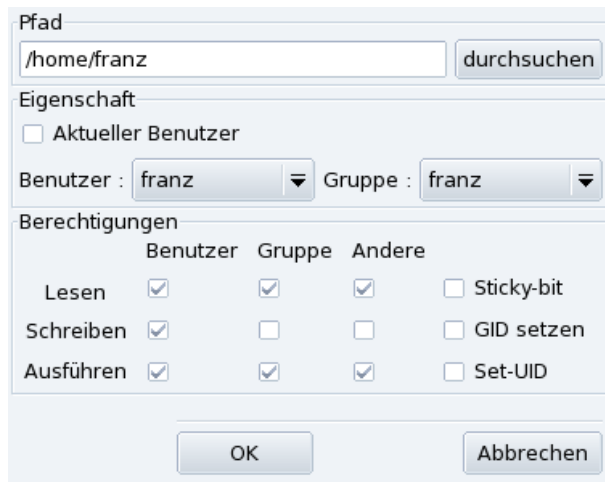 Pfad
/home/franz durchsuchen
Eigenschaft
Aktueller Benutzer
Benutzer : franz Gruppe : franz
Berechtigungen
Benutzer Gruppe Andere
Lesen Sticky-bit
Schreiben GID setzen
Ausführen Set-UID
OK Abbrechen